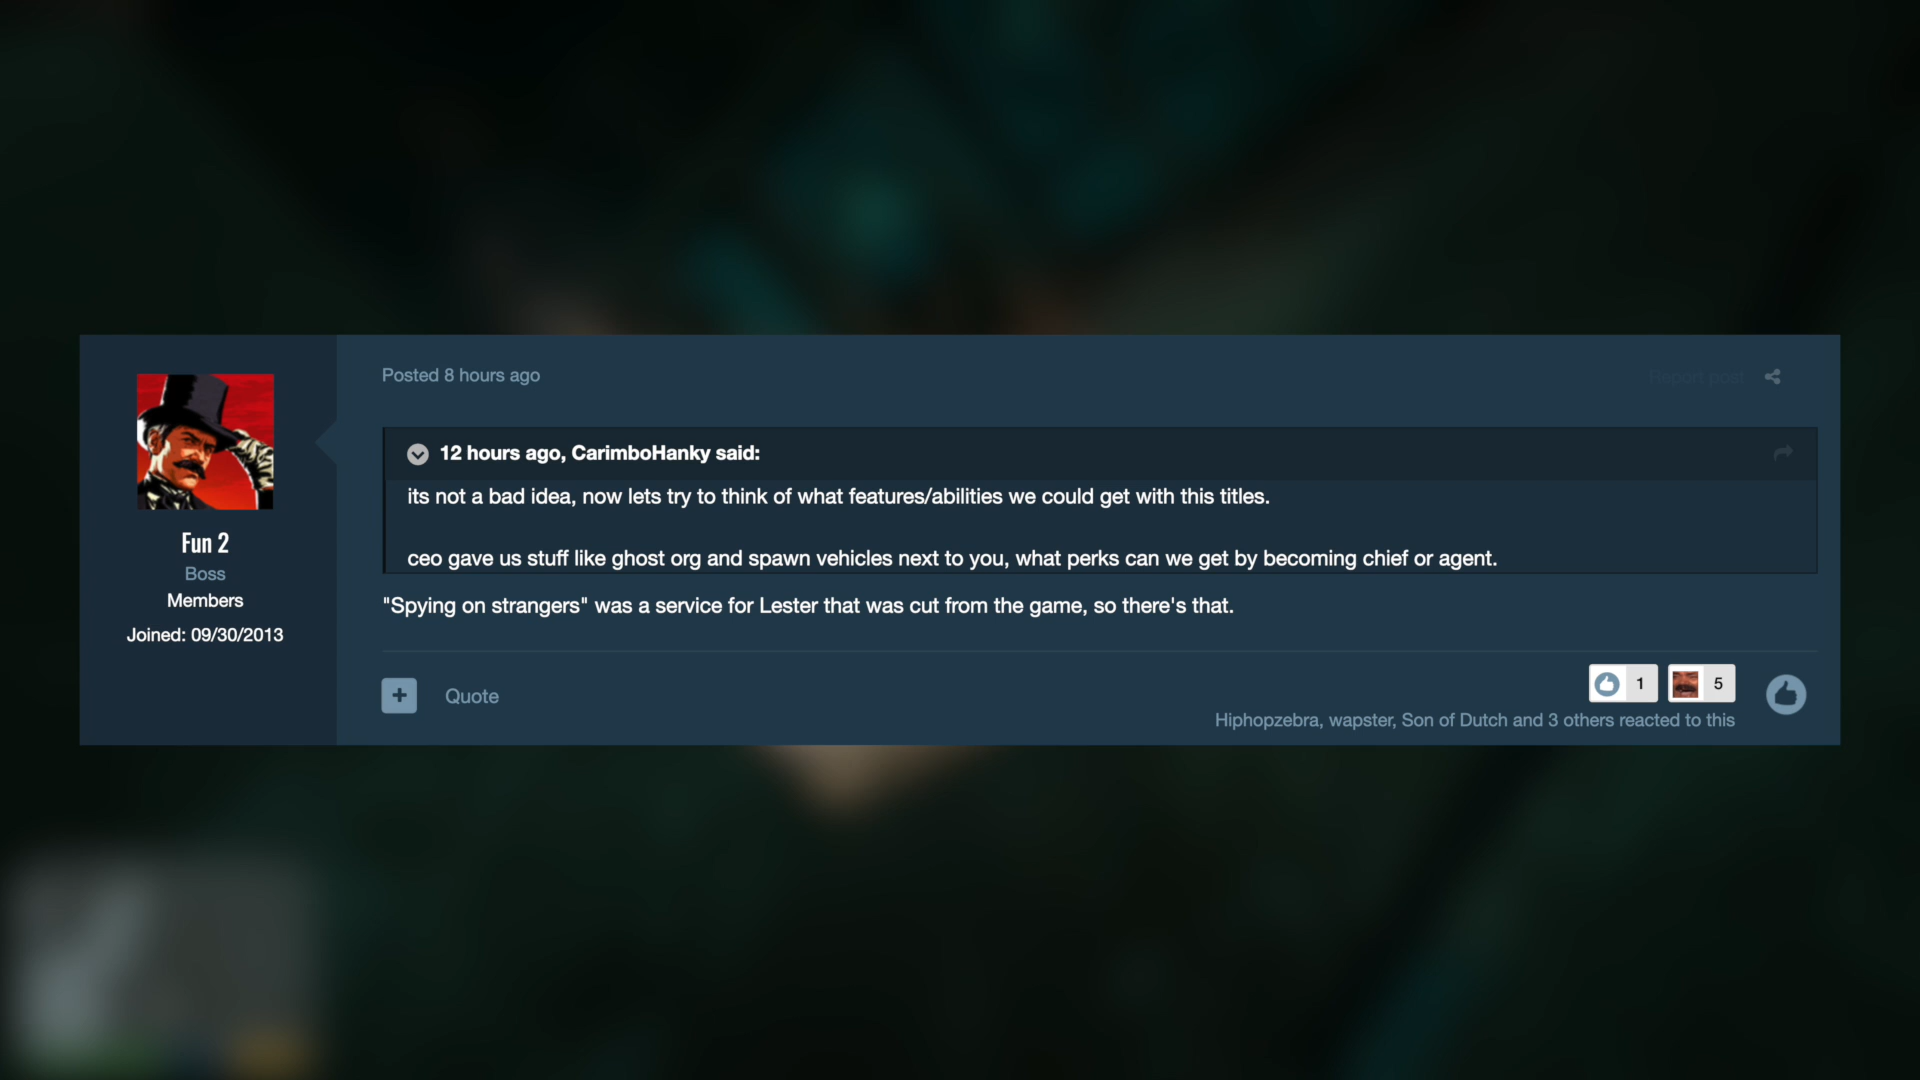 Posted 8 hours ago
Report post
12 hours ago, CarimboHanky said:
its not a bad idea, now lets try to think of what features/abilities we could get with this titles.
ceo gave us stuff like ghost org and spawn vehicles next to you, what perks can we get by becoming chief or agent.
Fun 2
Boss
Members
Joined: 09/30/2013
"Spying on strangers" was a service for Lester that was cut from the game, so there's that.
Quote
1
5
Hiphopzebra, wapster, Son of Dutch and 3 others reacted to this